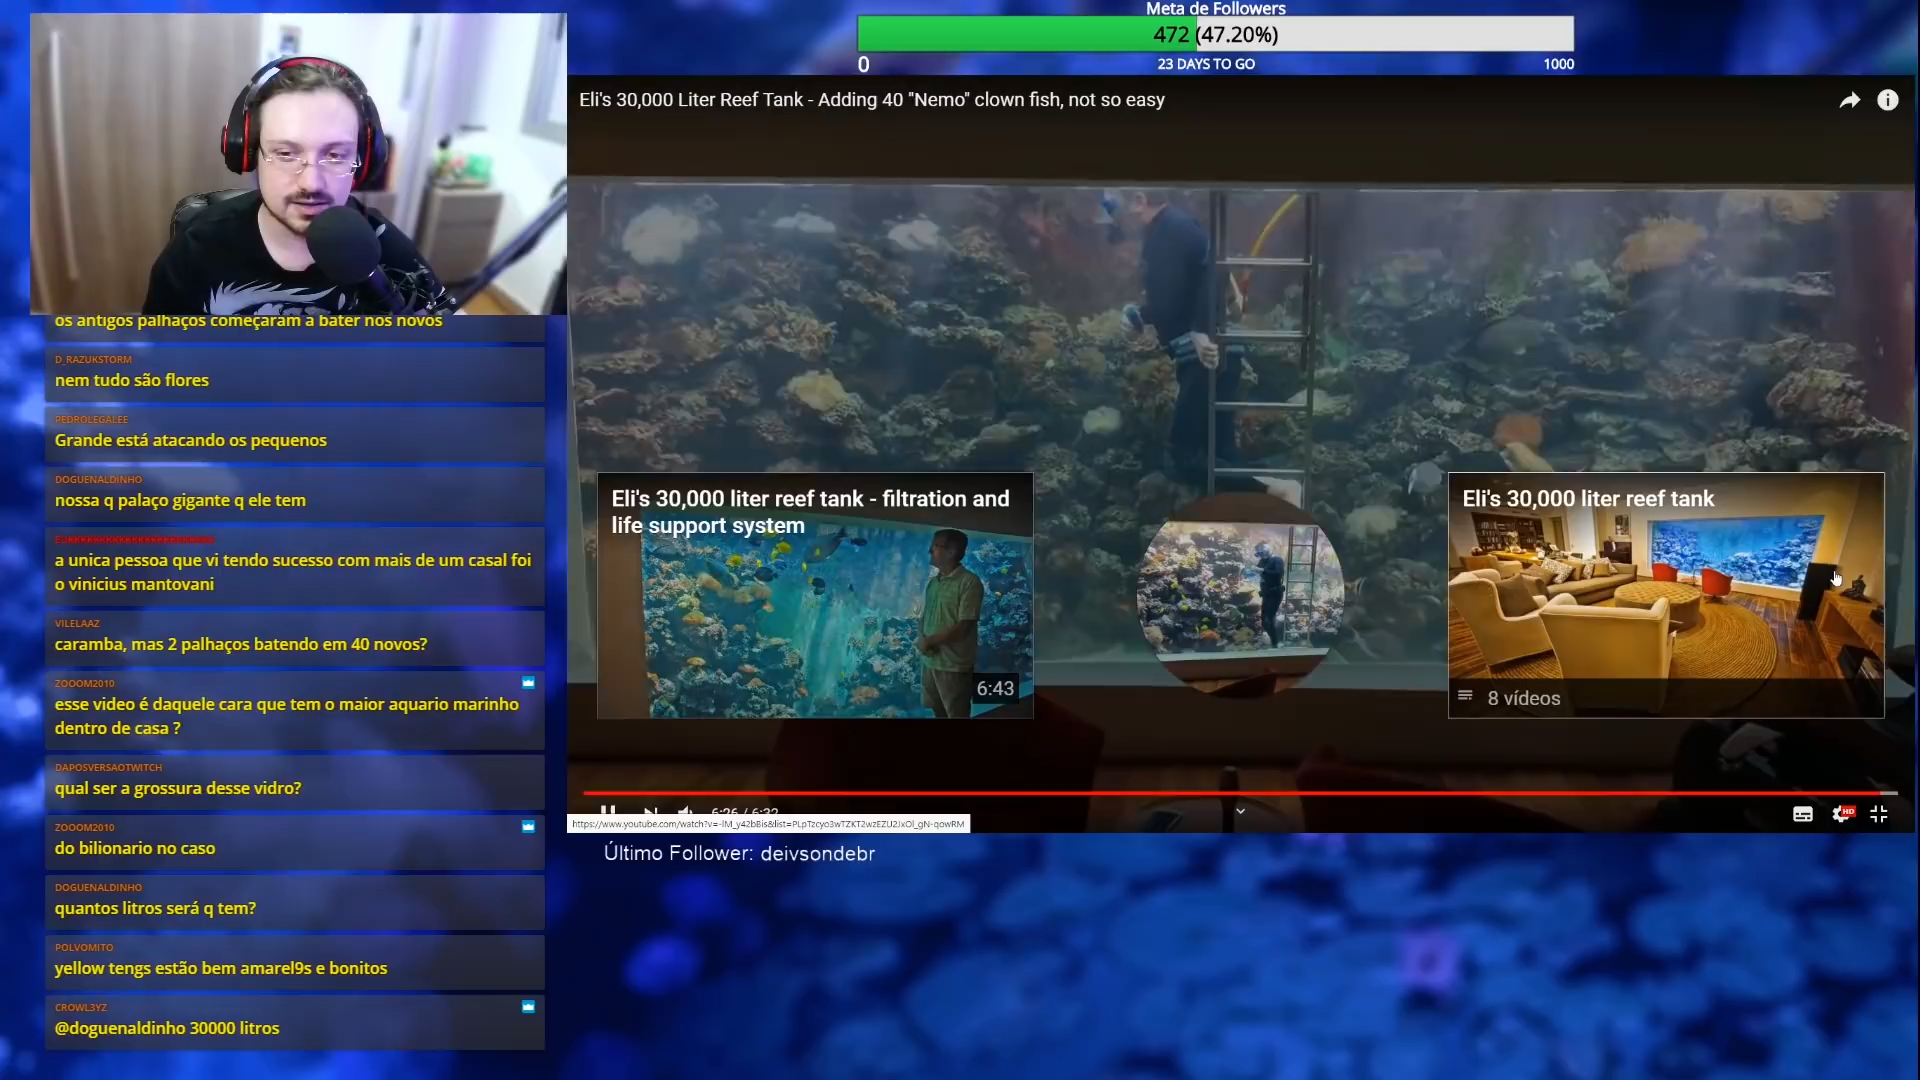 Meta de Followers
472 (47.20%)
0
23 DAYS TO GO
1000
Eli's 30,000 Liter Reef Tank - Adding 40 "Nemo" clown fish, not so easy
os antigos palhaços começaram a bater nos novos
D_RAZUKSTORM
nem tudo são flores
PEDROLEGALEE
Grande está atacando os pequenos
DOGUENALDINHO
nossa q palaço gigante q ele tem
a unica pessoa que vi tendo sucesso com mais de um casal foi
o vinicius mantovani
VILELAAZ
caramba, mas 2 palhaços batendo em 40 novos?
ZOOOM2010
esse video é daquele cara que tem o maior aquario marinho
dentro de casa ?
DAPOSVERSAOTWITCH
qual ser a grossura desse vidro?
ZOOOM2010
do bilionario no caso
DOGUENALDINHO
quantos litros será q tem?
POLVOMITO
yellow tengs estão bem amarel9s e bonitos
CROWL3YZ
@doguenaldinho 30000 litros
Eli's 30,000 liter reef tank - filtration and
life support system
6:43
Eli's 30,000 liter reef tank
8 vídeos
6:26 / 6:32
HD
Último Follower: deivsondebr